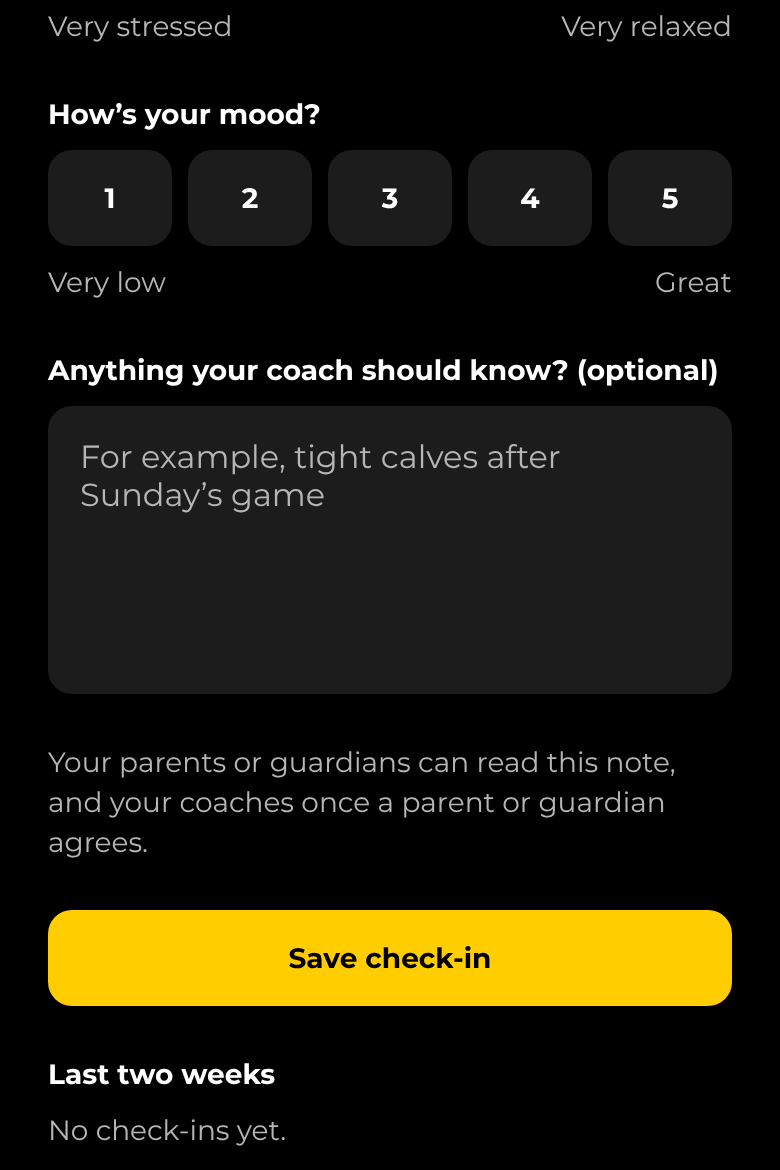 Very stressed Very relaxed
How’s your mood?
1 2 3 4 5
Very low Great
Anything your coach should know? (optional)
For example, tight calves after
Sunday’s game
Your parents or guardians can read this note,
and your coaches once a parent or guardian
agrees.
Save check-in
Last two weeks
No check-ins yet.